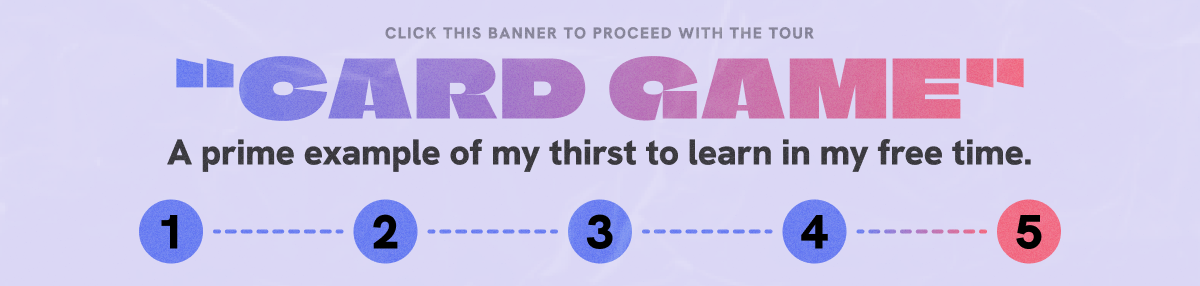 CLICK THIS BANNER TO PROCEED WITH THE TOUR
"CARD GAME"
A prime example of my thirst to learn in my free time.
1 2 3 4 5